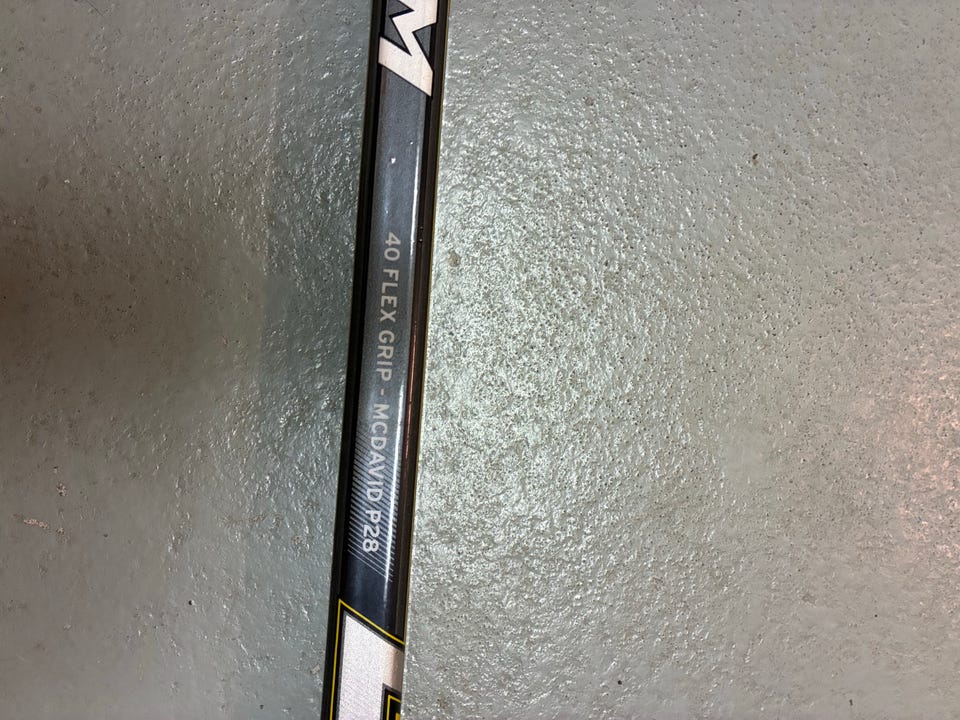 M
40 FLEX GRIP - MCDAVID P28